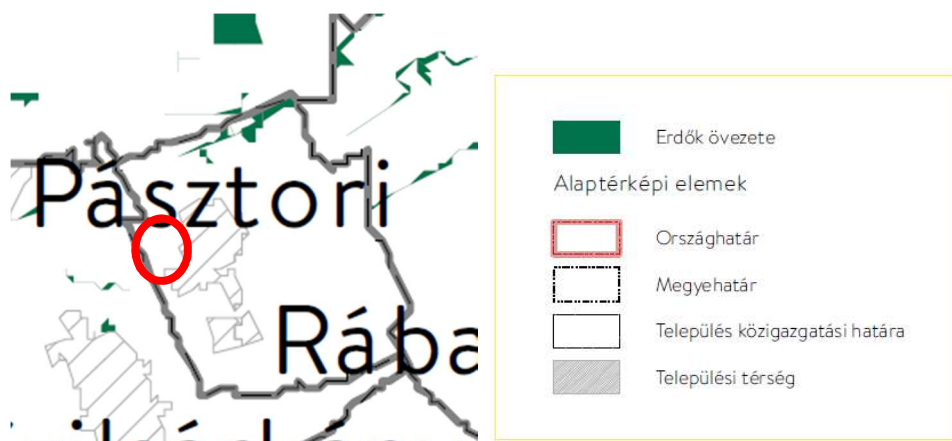 Pásztori
Rába
Erdők övezete
Alaptérképi elemek
Országhatár
Megyehatár
Település közigazgatási határa
Települési térség